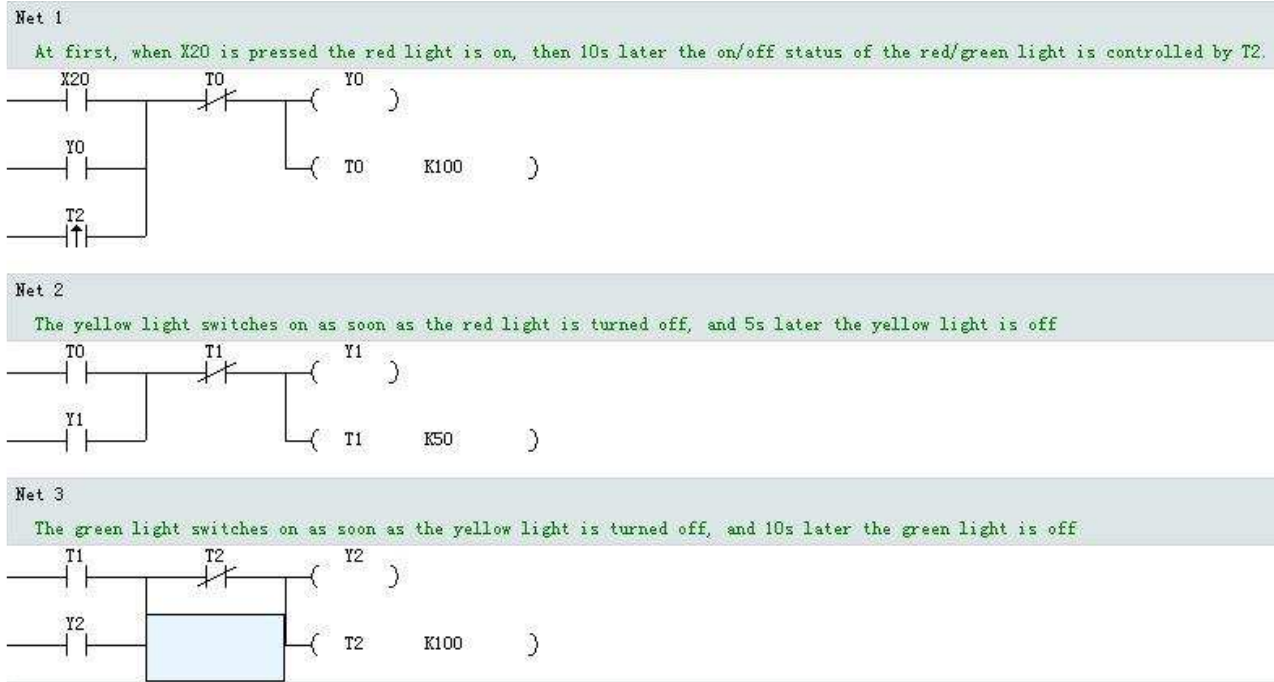 Net 1
At first, when X20 is pressed the red light is on, then 10s later the on/off status of the red/green light is controlled by T2.
X20 T0 Y0
Y0 T0 K100
T2
Net 2
The yellow light switches on as soon as the red light is turned off, and 5s later the yellow light is off
T0 T1 Y1
Y1 T1 K50
Net 3
The green light switches on as soon as the yellow light is turned off, and 10s later the green light is off
T1 T2 Y2
Y2 T2 K100